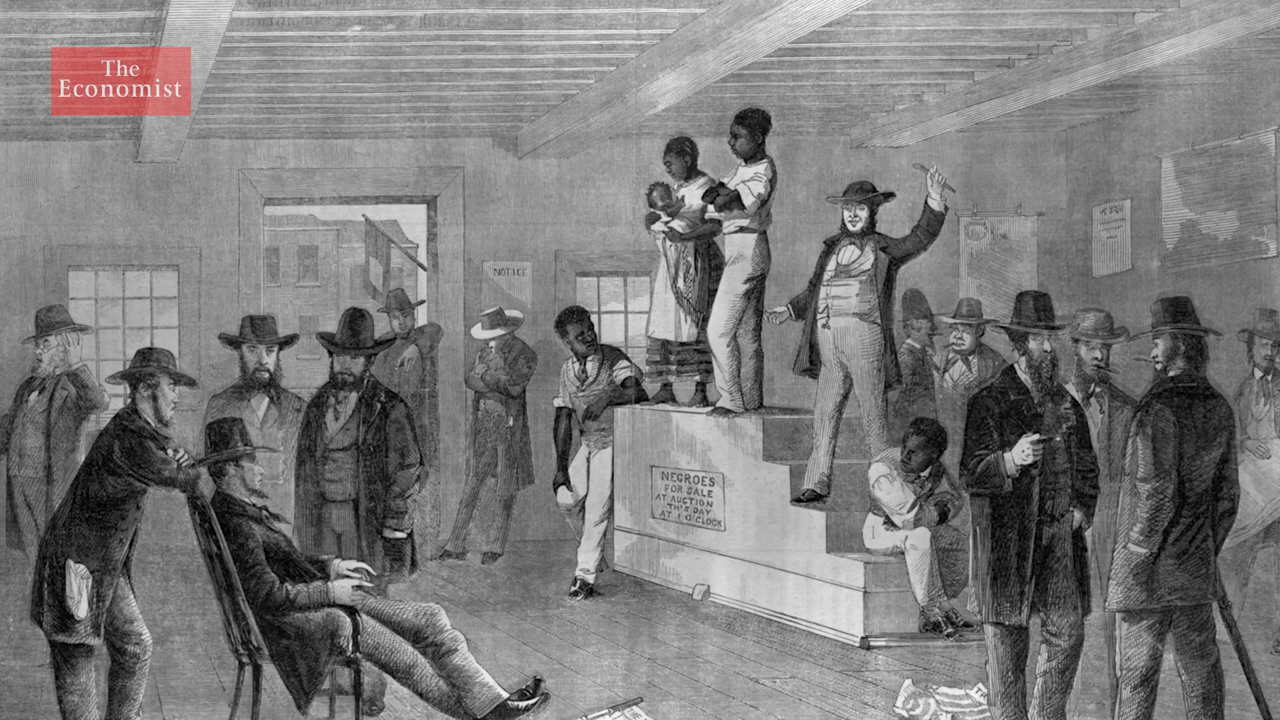 The
Economist
NOTICE
NEGROES
FOR SALE
AT AUCTION
THIS DAY
AT 1 O'CLOCK